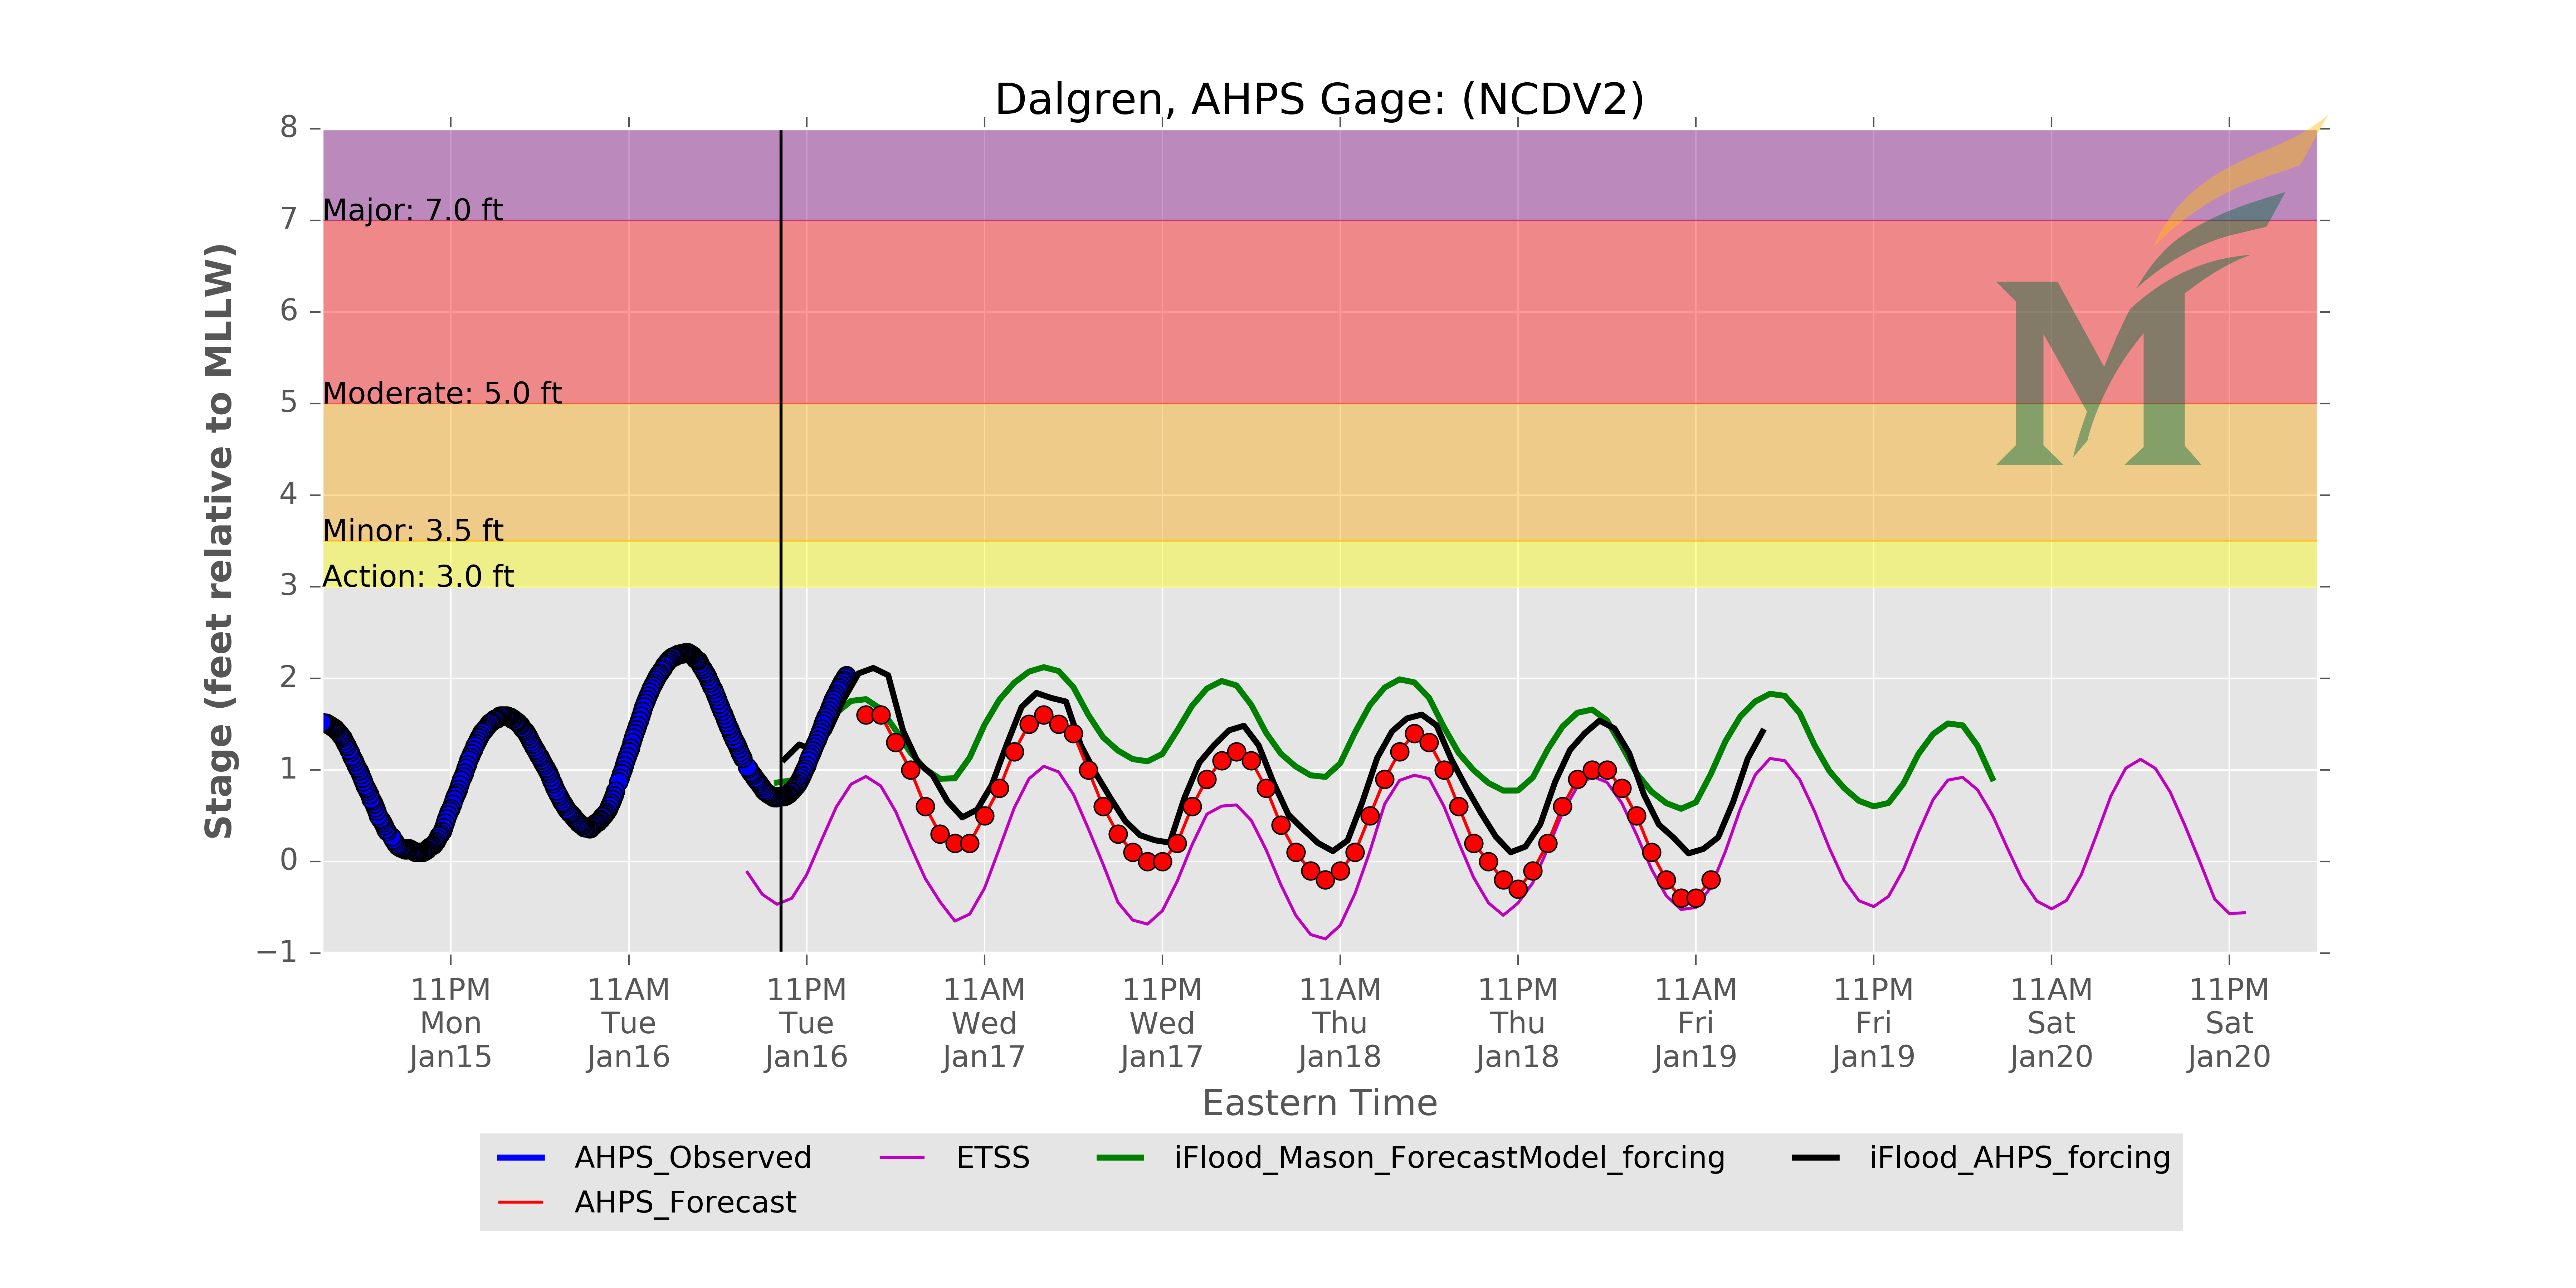 Dalgren, AHPS Gage: (NCDV2)
8
7
6
5
4
3
2
1
0
−1
Stage (feet relative to MLLW)
Major: 7.0 ft
Moderate: 5.0 ft
Minor: 3.5 ft
Action: 3.0 ft
M
11PM Mon Jan15
11AM Tue Jan16
11PM Tue Jan16
11AM Wed Jan17
11PM Wed Jan17
11AM Thu Jan18
11PM Thu Jan18
11AM Fri Jan19
11PM Fri Jan19
11AM Sat Jan20
11PM Sat Jan20
Eastern Time
AHPS_Observed
AHPS_Forecast
ETSS
iFlood_Mason_ForecastModel_forcing
iFlood_AHPS_forcing